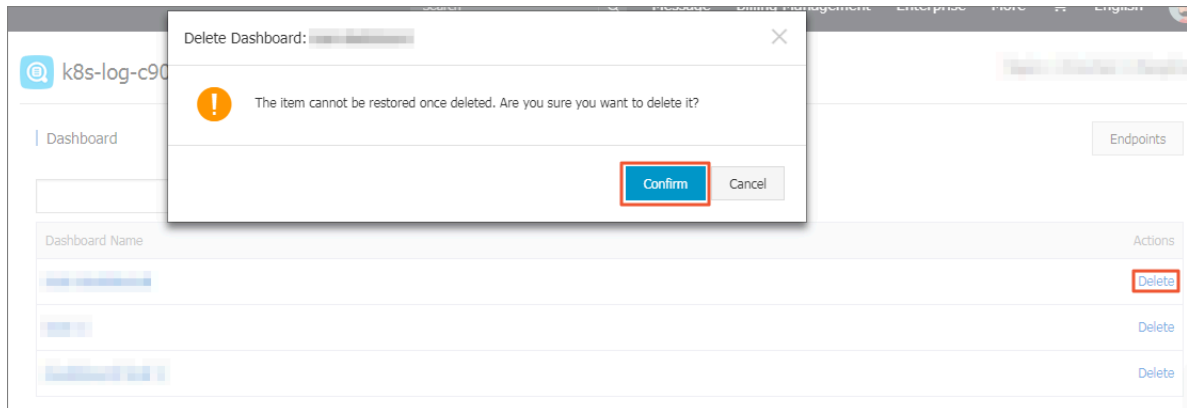 Search Message Billing Management Enterprise More English
Delete Dashboard:
k8s-log-c90
The item cannot be restored once deleted. Are you sure you want to delete it?
Dashboard
Endpoints
Confirm Cancel
Dashboard Name Actions
Delete
Delete
Delete